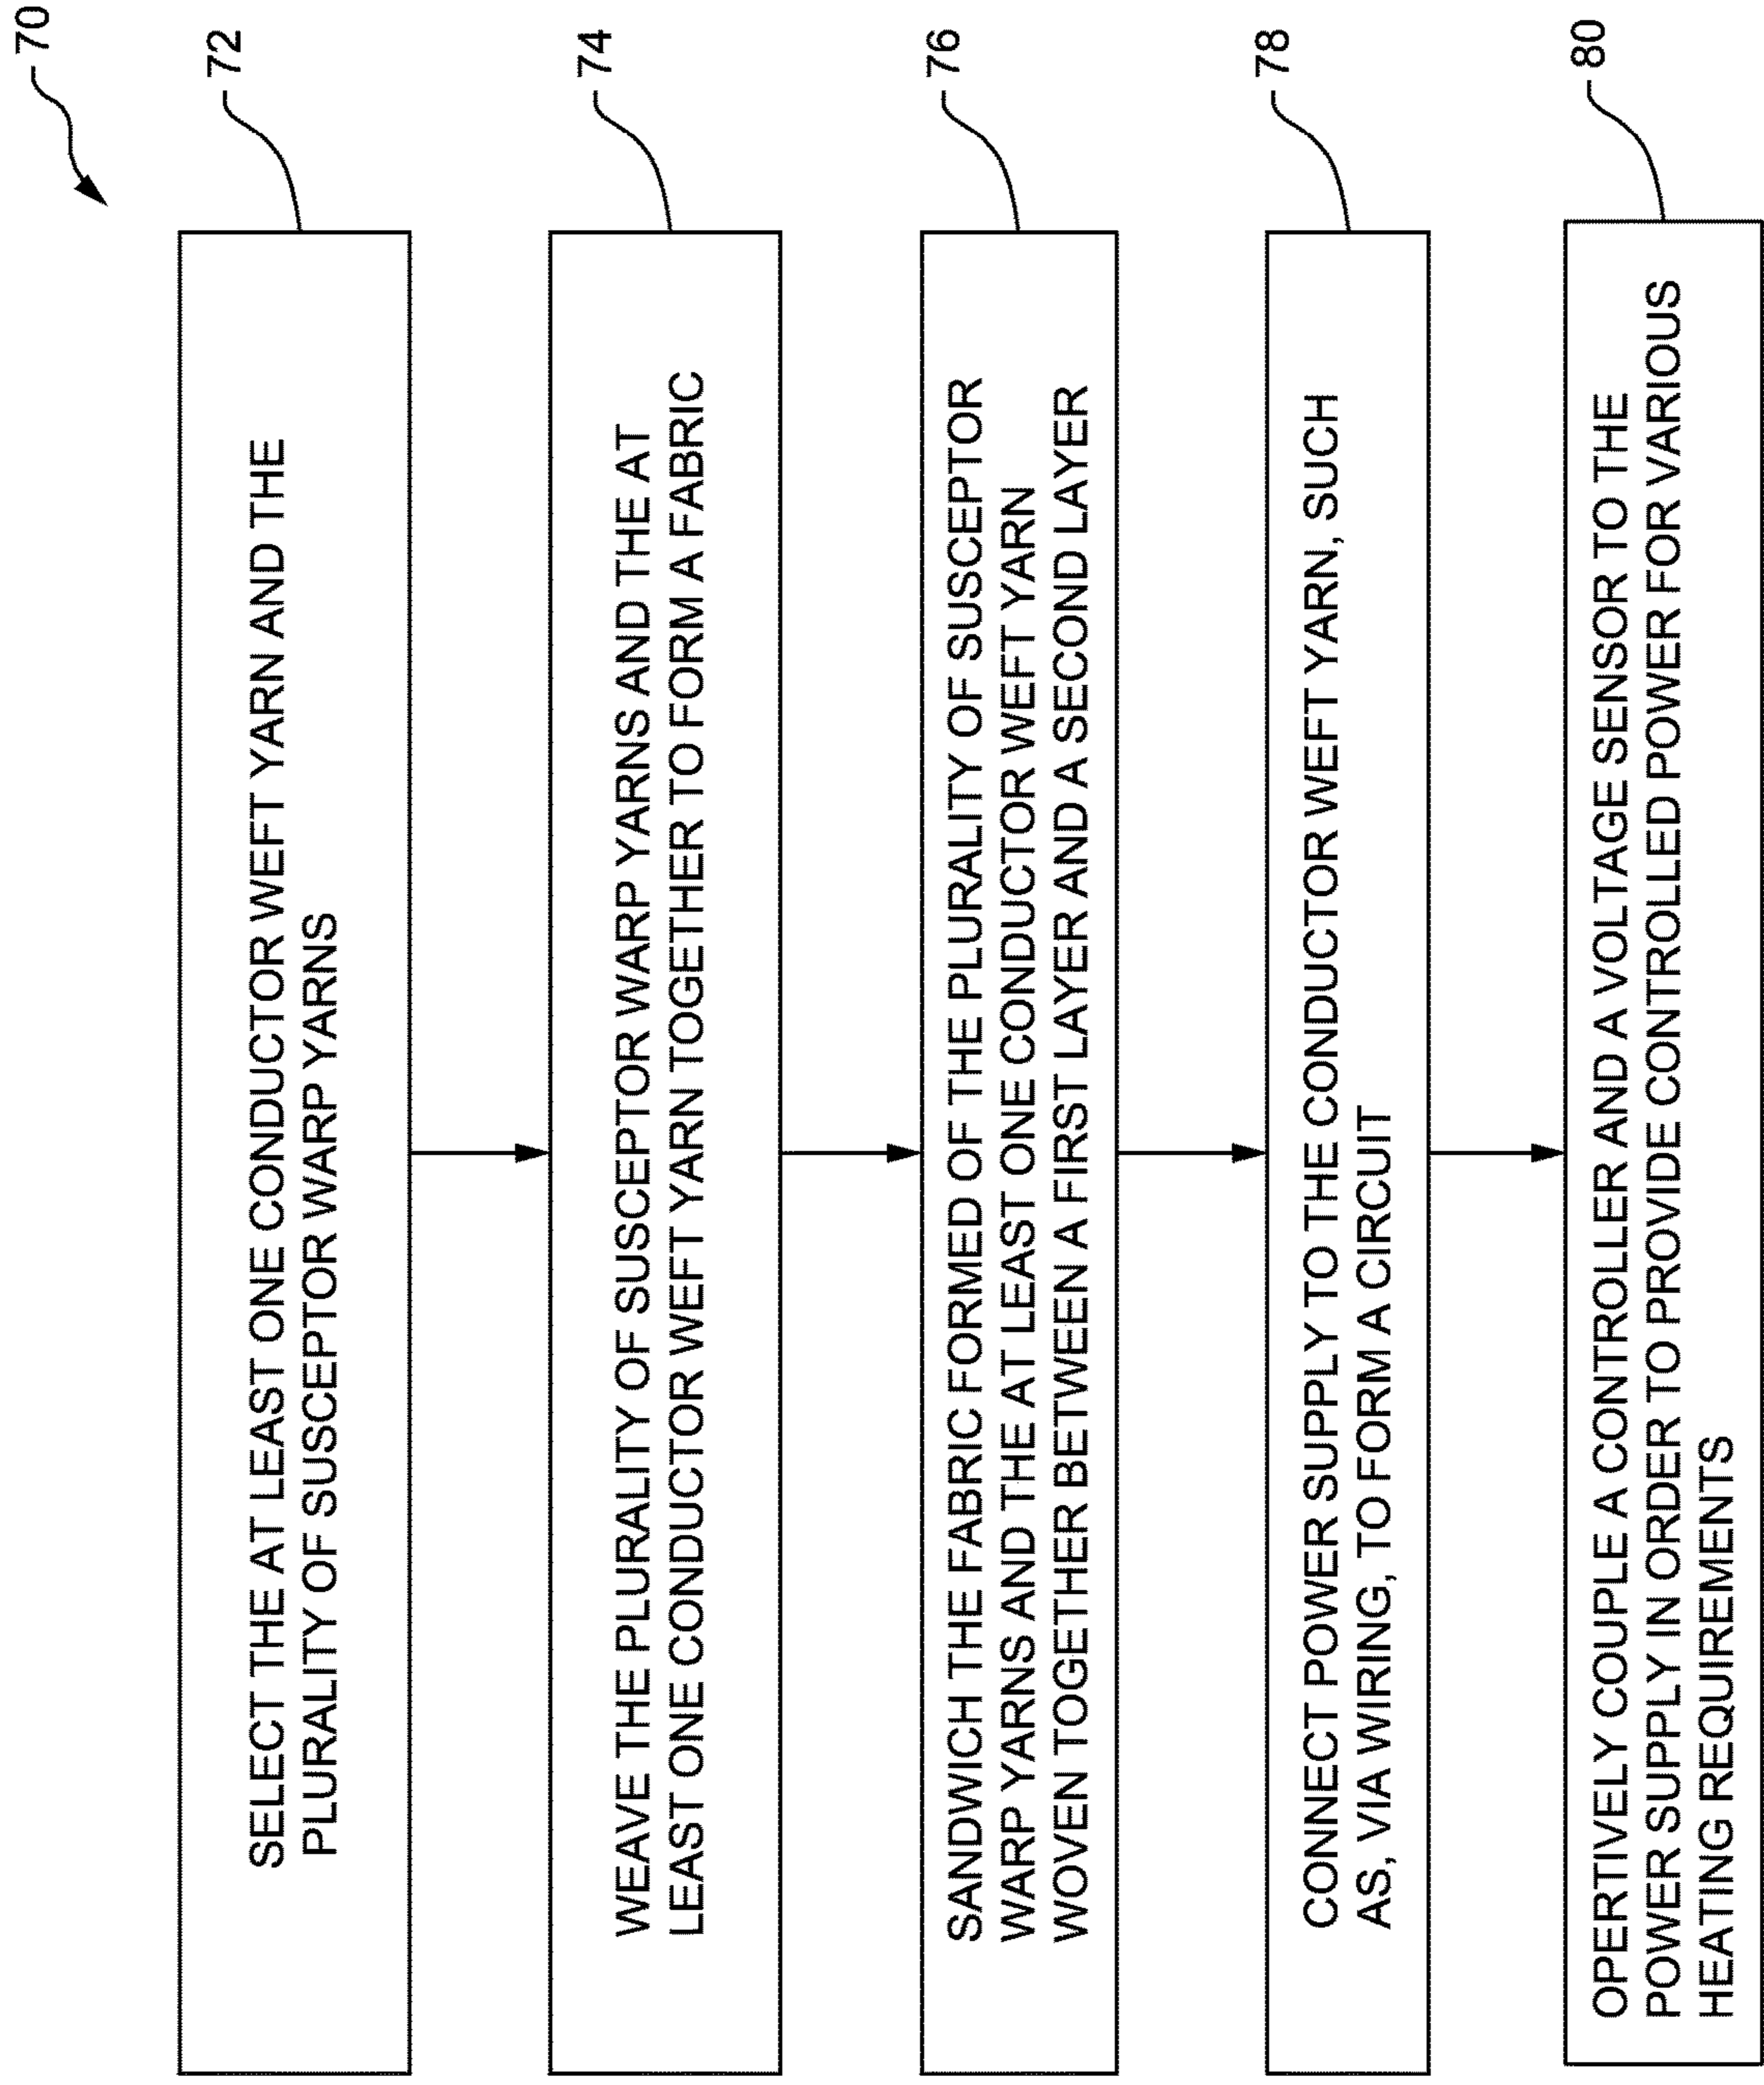 70
72
SELECT THE AT LEAST ONE CONDUCTOR WEFT YARN AND THE
PLURALITY OF SUSCEPTOR WARP YARNS
74
WEAVE THE PLURALITY OF SUSCEPTOR WARP YARNS AND THE AT
LEAST ONE CONDUCTOR WEFT YARN TOGETHER TO FORM A FABRIC
76
SANDWICH THE FABRIC FORMED OF THE PLURALITY OF SUSCEPTOR
WARP YARNS AND THE AT LEAST ONE CONDUCTOR WEFT YARN
WOVEN TOGETHER BETWEEN A FIRST LAYER AND A SECOND LAYER
78
CONNECT POWER SUPPLY TO THE CONDUCTOR WEFT YARN, SUCH
AS, VIA WIRING, TO FORM A CIRCUIT
80
OPERTIVELY COUPLE A CONTROLLER AND A VOLTAGE SENSOR TO THE
POWER SUPPLY IN ORDER TO PROVIDE CONTROLLED POWER FOR VARIOUS
HEATING REQUIREMENTS